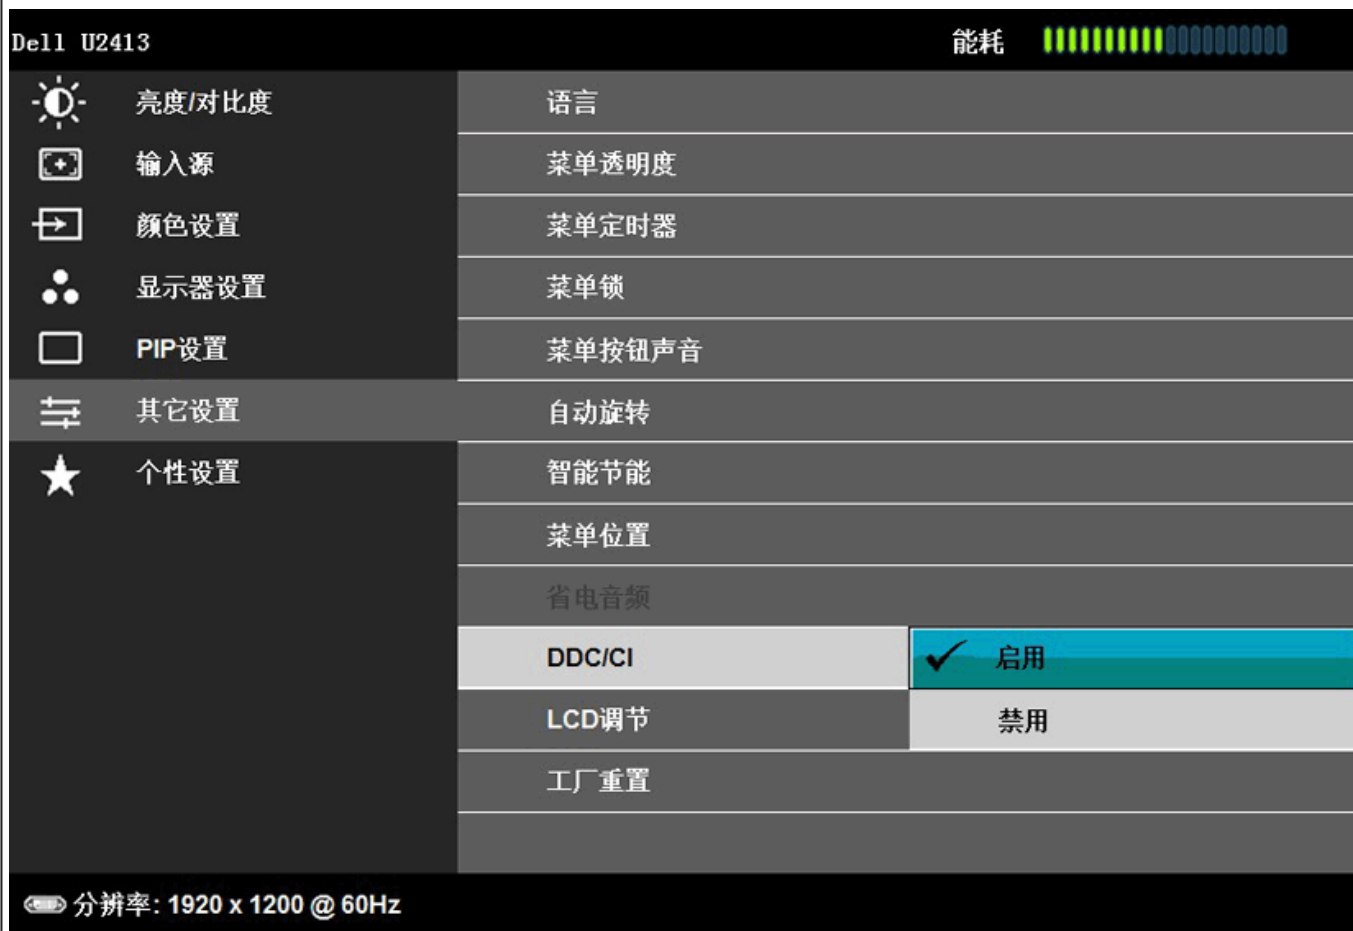 Dell U2413
能耗
亮度/对比度
输入源
颜色设置
显示器设置
PIP设置
其它设置
个性设置
语言
菜单透明度
菜单定时器
菜单锁
菜单按钮声音
自动旋转
智能节能
菜单位置
省电音频
DDC/CI
启用
禁用
LCD调节
工厂重置
分辨率: 1920 x 1200 @ 60Hz